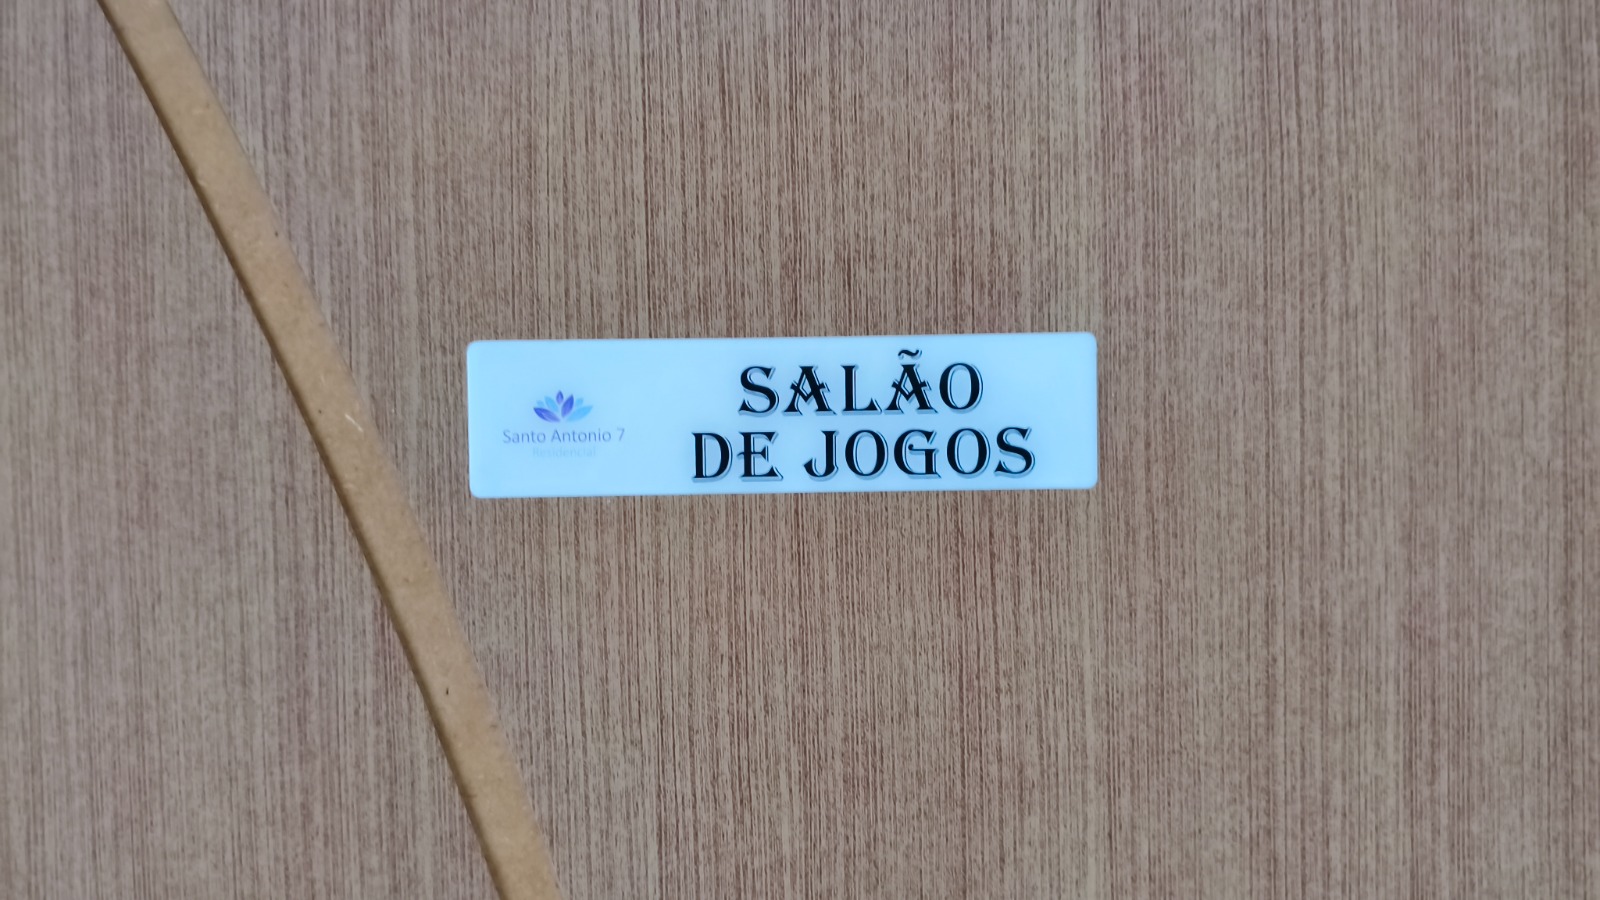 Santo Antonio 7
Residencial
SALÃO
DE JOGOS